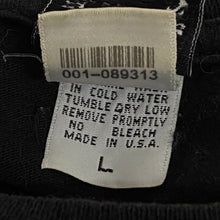 001-089313
IN COLD WATER
TUMBLE DRY LOW
REMOVE PROMPTLY
NO BLEACH
MADE IN U.S.A.
L